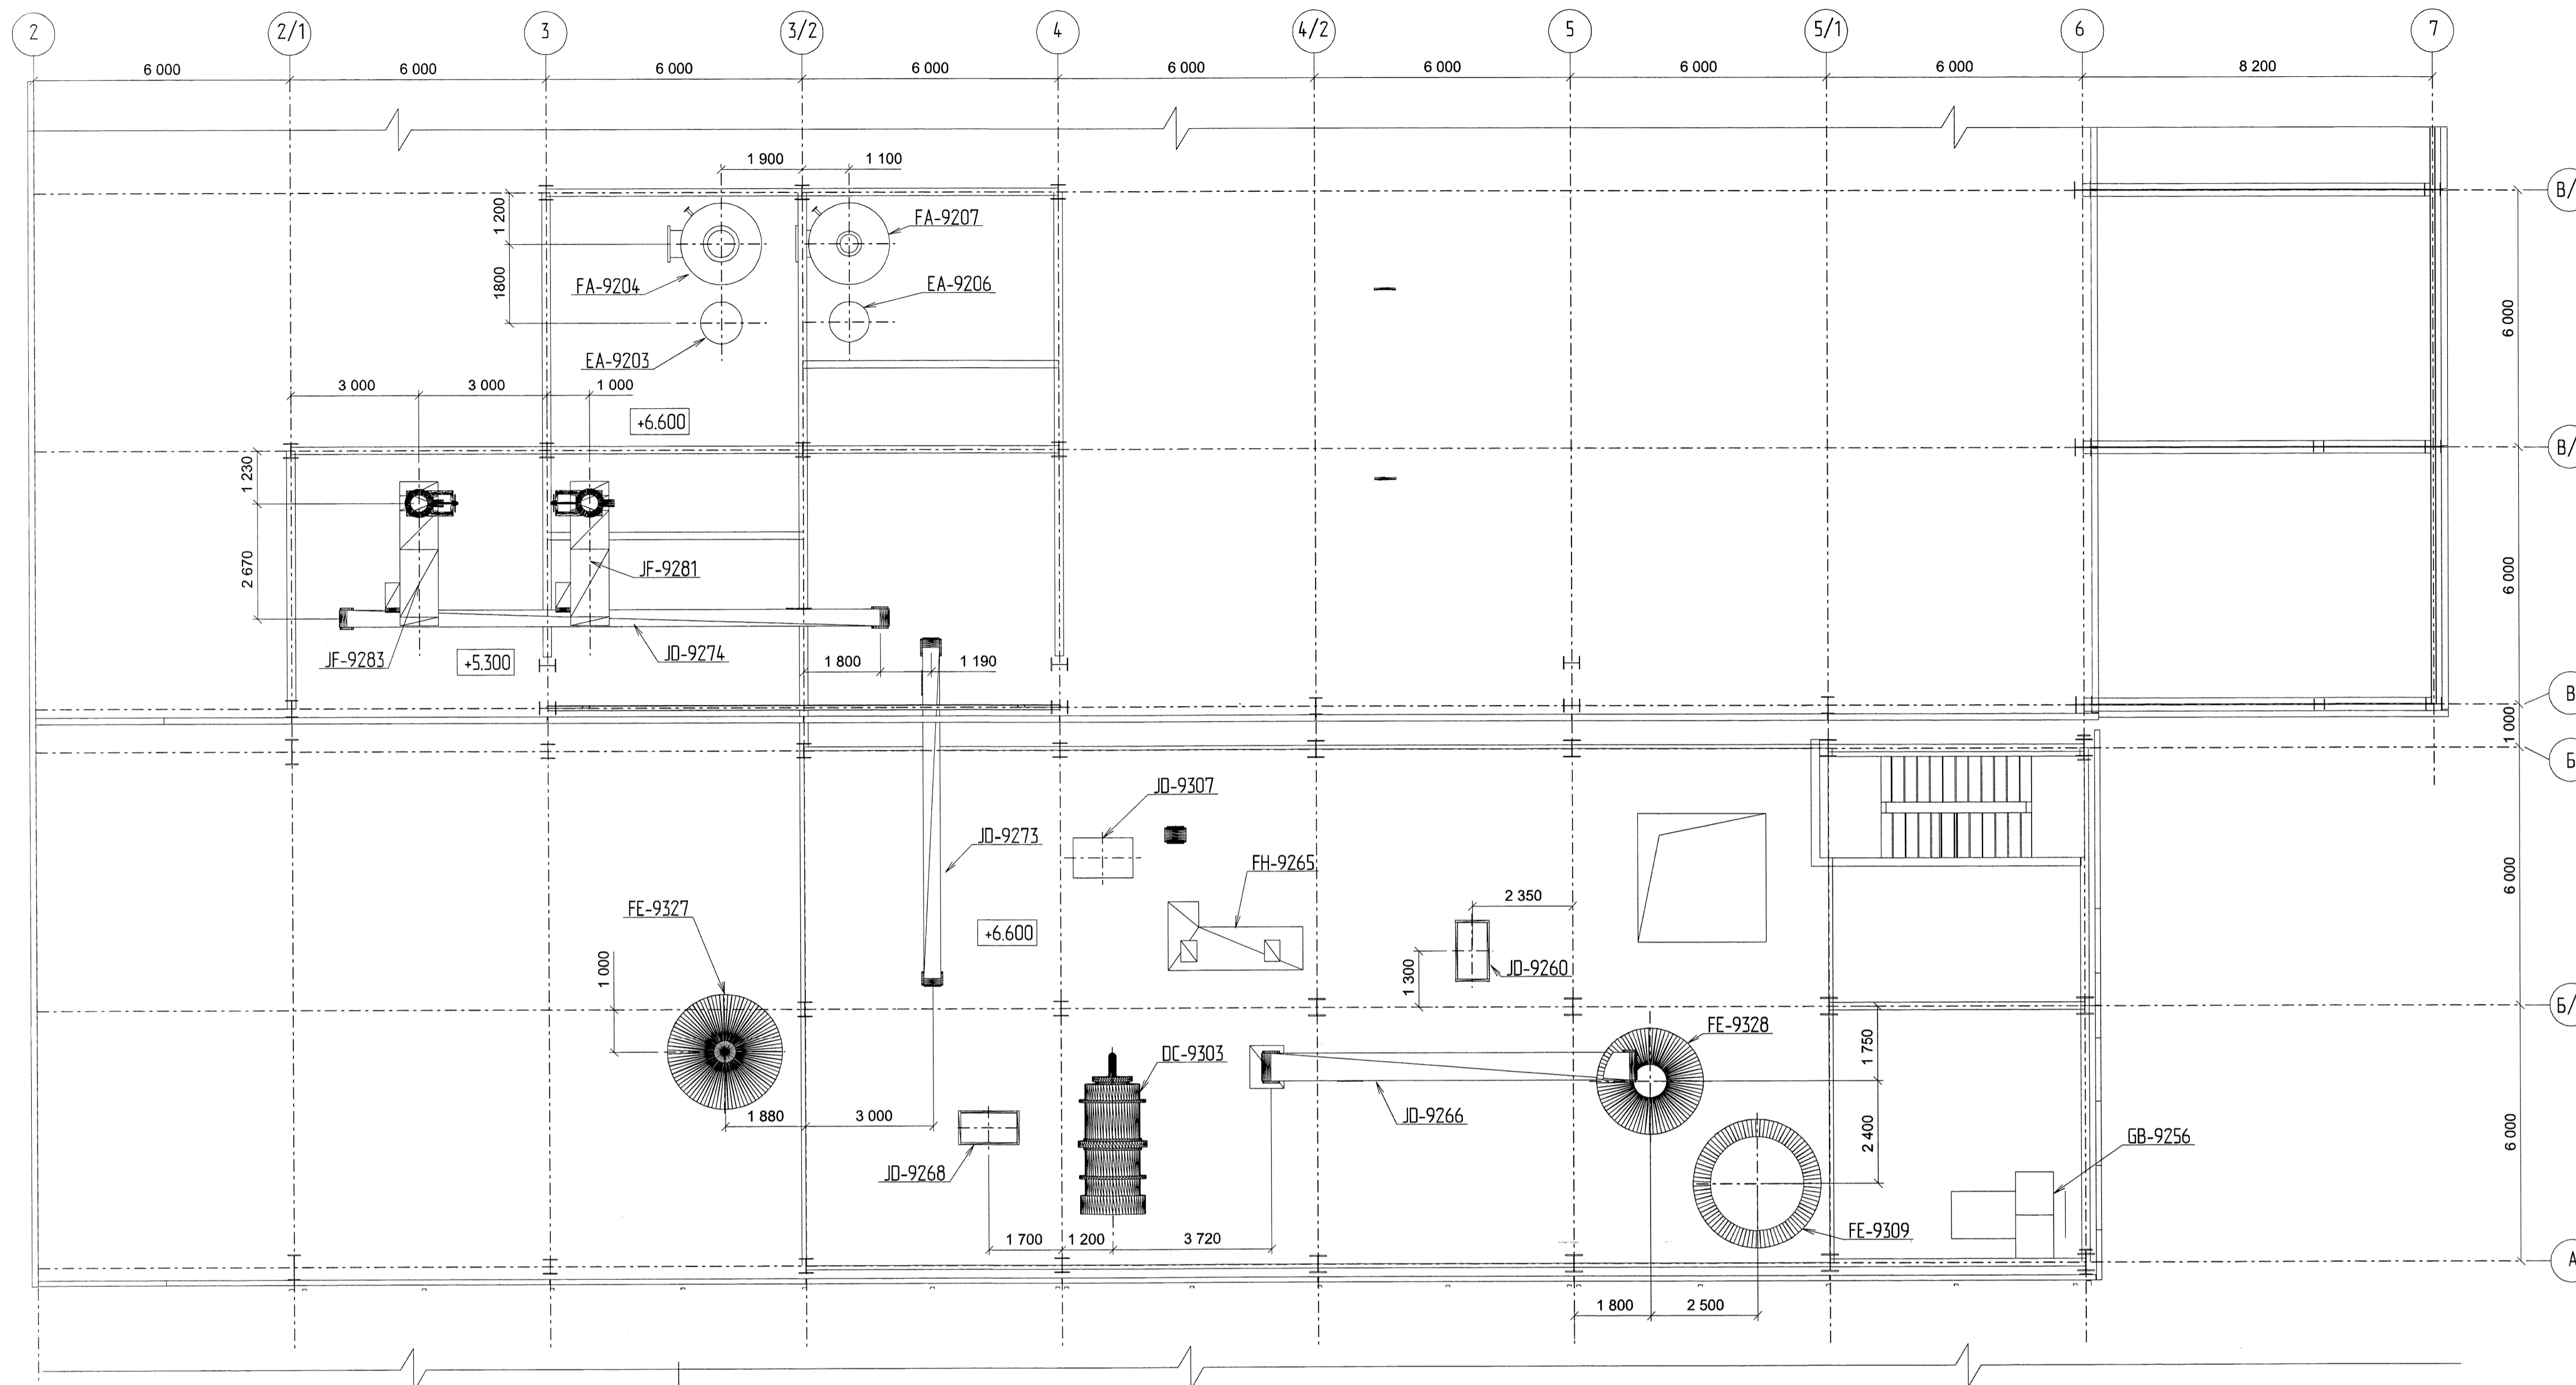 2 2/1 3 3/2 4 4/2 5 5/1 6 7
6 000 6 000 6 000 6 000 6 000 6 000 6 000 6 000 8 200
1 900 1 100
В/
1 200
FA-9207
FA-9204
EA-9206
1800
6 000
EA-9203
3 000 3 000 1 000
+6.600
В/
1 230
2 670
JF-9281
6 000
JF-9283
+5.300
JD-9274
1 800 1 190
В
1 000
Б
JD-9307
JD-9273
FH-9265
6 000
2 350
FE-9327
+6.600
1 000
1 300
JD-9260
Б/
FE-9328
DC-9303
1 750
1 880 3 000
JD-9266
2 400
GB-9256
6 000
JD-9268
FE-9309
1 700 1 200 3 720
А
1 800 2 500